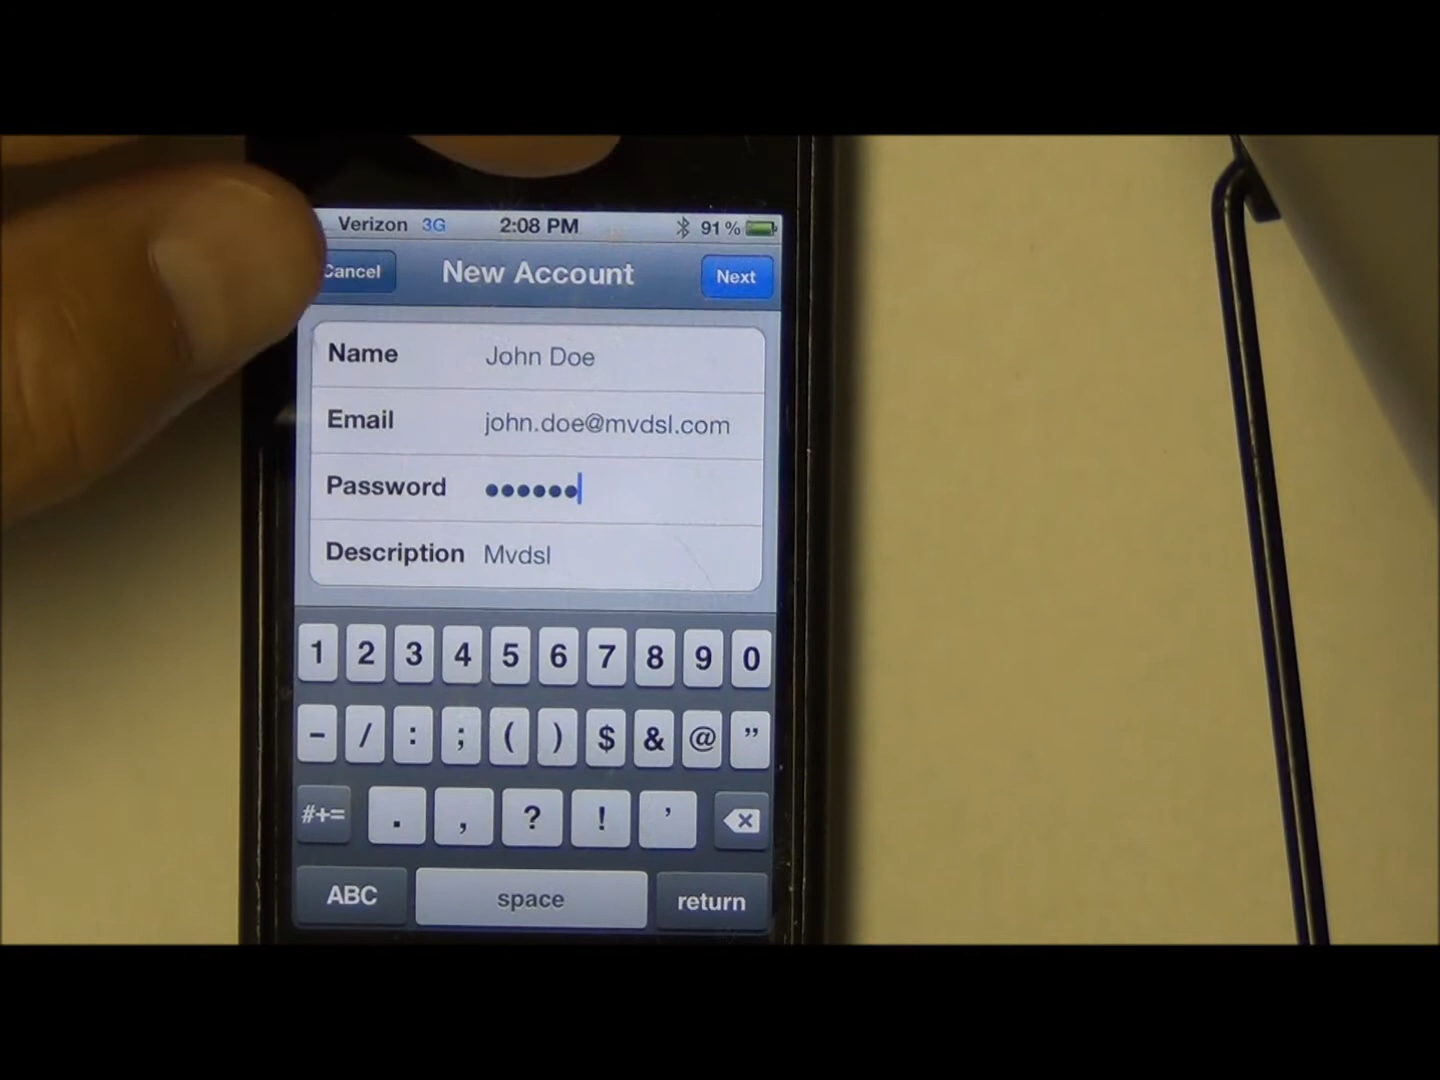 Verizon 3G 2:08 PM 91%
Cancel New Account Next
Name John Doe
Email john.doe@mvdsl.com
Password ••••••
Description Mvdsl
1 2 3 4 5 6 7 8 9 0
- / : ; ( ) $ & @ ”
#+= . , ? ! ’
ABC space return